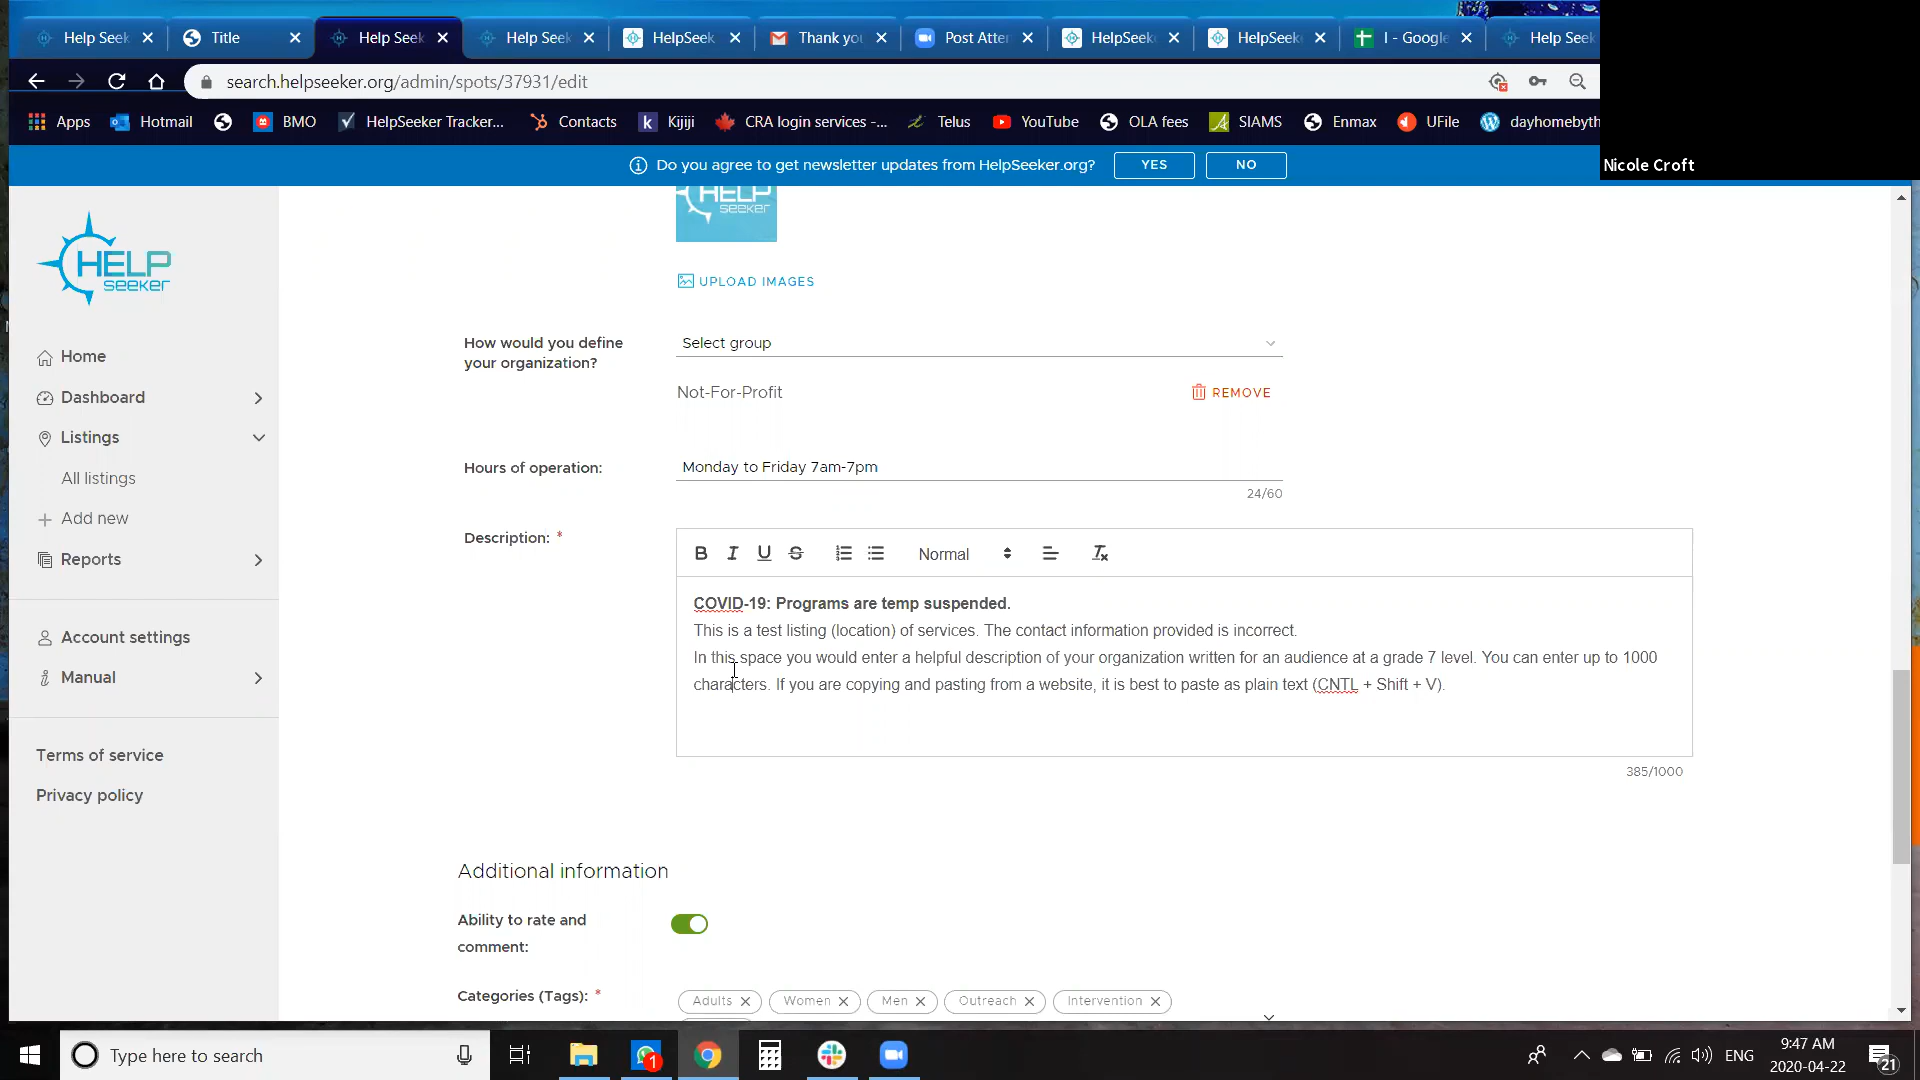 Help Seek
Title
Help Seek
Help Seek
HelpSeek
Thank you
Post Atter
HelpSeek
HelpSeek
I - Google
Help Seek
search.helpseeker.org/admin/spots/37931/edit
Apps
Hotmail
BMO
HelpSeeker Tracker...
Contacts
Kijiji
CRA login services -...
Telus
YouTube
OLA fees
SIAMS
Enmax
UFile
dayhomebyth
Nicole Croft
Do you agree to get newsletter updates from HelpSeeker.org?
YES
NO
HELP
seeker
Home
Dashboard
Listings
All listings
Add new
Reports
Account settings
Manual
Terms of service
Privacy policy
HELP
seeker
UPLOAD IMAGES
How would you define
your organization?
Select group
Not-For-Profit
REMOVE
Hours of operation:
Monday to Friday 7am-7pm
24/60
Description: *
B I U S
Normal
COVID-19: Programs are temp suspended.
This is a test listing (location) of services. The contact information provided is incorrect.
In this space you would enter a helpful description of your organization written for an audience at a grade 7 level. You can enter up to 1000
characters. If you are copying and pasting from a website, it is best to paste as plain text (CNTL + Shift + V).
385/1000
Additional information
Ability to rate and
comment:
Categories (Tags): *
Adults
Women
Men
Outreach
Intervention
Type here to search
1
ENG
9:47 AM
2020-04-22
21